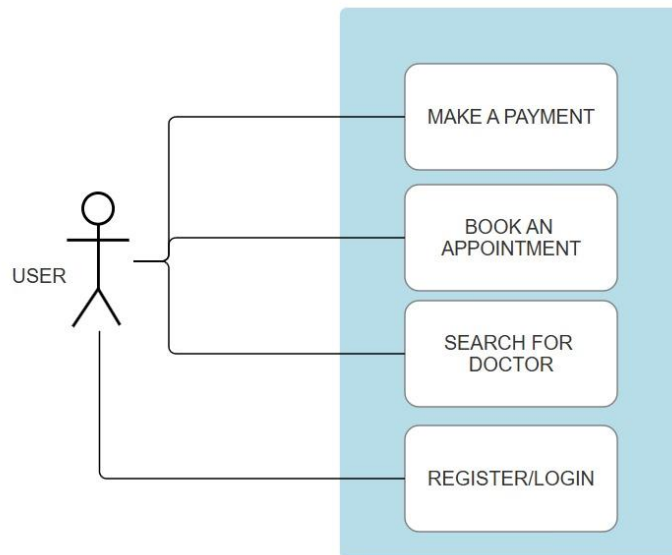 MAKE A PAYMENT
BOOK AN
APPOINTMENT
USER
SEARCH FOR
DOCTOR
REGISTER/LOGIN